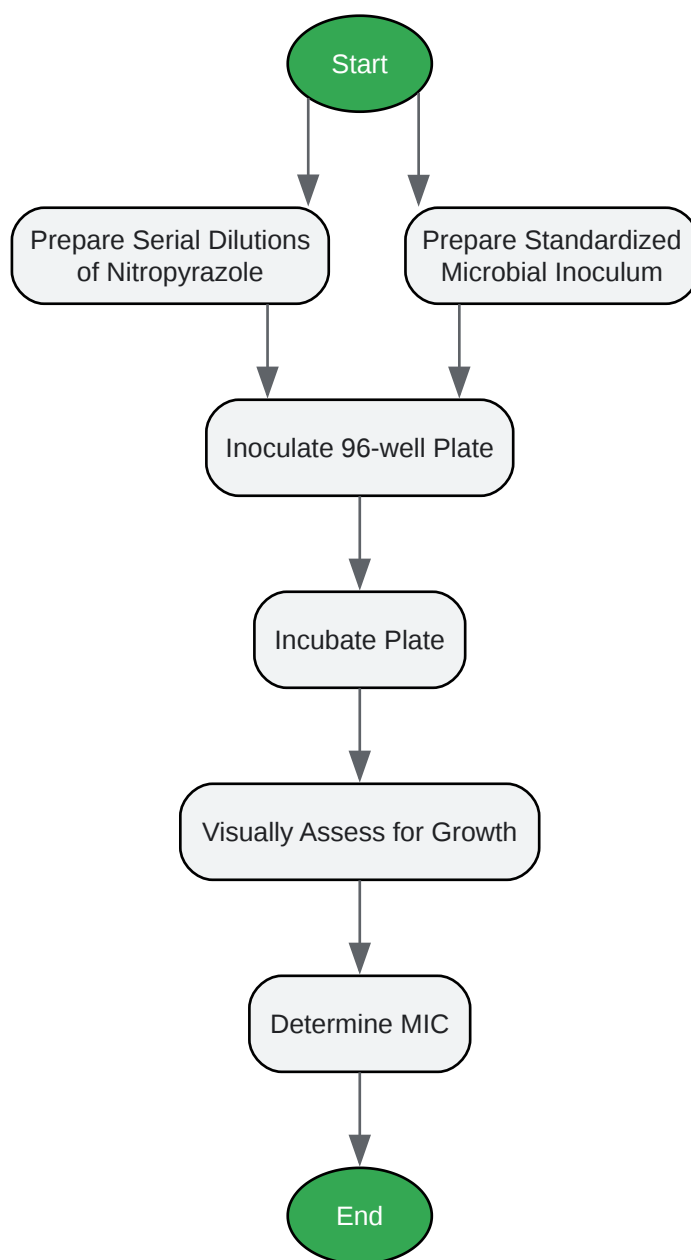 Start
Prepare Serial Dilutions
of Nitropyrazole
Prepare Standardized
Microbial Inoculum
Inoculate 96-well Plate
Incubate Plate
Visually Assess for Growth
Determine MIC
End